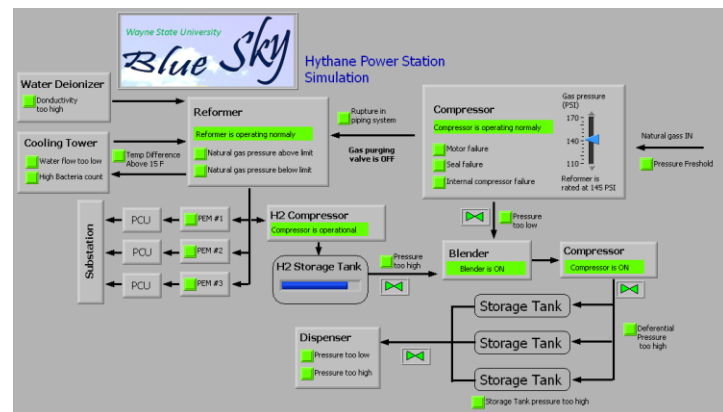 Wayne State University
Blue Sky
Hythane Power Station
Simulation
Water Deionizer
Donductivity
too high
Cooling Tower
Water flow too low
High Bacteria count
Temp Difference
Above 15 F
Reformer
Reformer is operating normaly
Natural gas pressure above limit
Natural gas pressure below limit
Rupture in
piping system
Gas purging
valve is OFF
Compressor
Compressor is operating normaly
Motor failure
Seal failure
Internal compressor failure
Gas pressure
(PSI)
170
140
110
Reformer is
rated at 145 PSI
Natural gas IN
Pressure Freshold
Substation
PCU
PEM #1
PCU
PEM #2
PCU
PEM #3
H2 Compressor
Compressor is operational
H2 Storage Tank
Pressure
too high
Pressure
too low
Blender
Blender is ON
Compressor
Compressor is ON
Storage Tank
Storage Tank
Storage Tank
Deferential
Pressure
too high
Dispenser
Pressure too low
Pressure too high
Storage Tank pressure too high